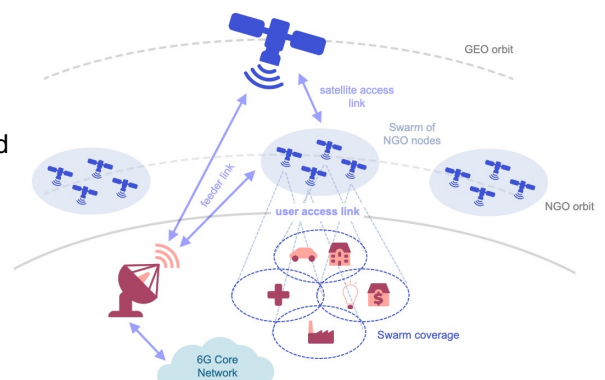 GEO orbit
satellite access
link
Swarm of
NGO nodes
d
feeder link
NGO orbit
user access link
$
Swarm coverage
6G Core
Network